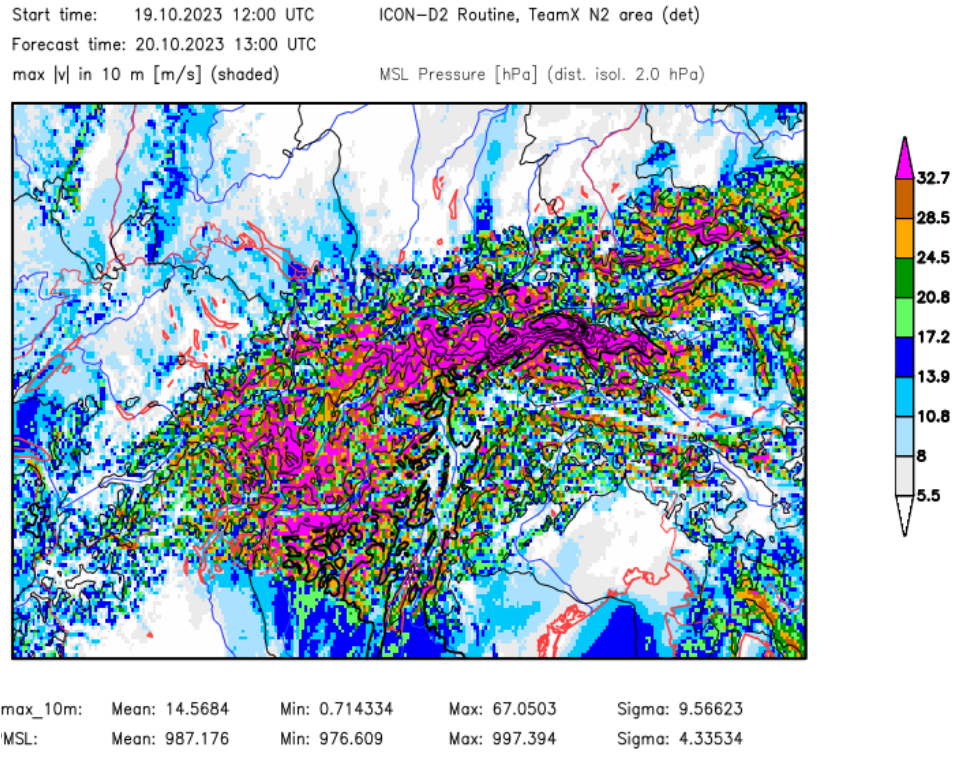 Start time: 19.10.2023 12:00 UTC ICON-D2 Routine, TeamX N2 area (det)
Forecast time: 20.10.2023 13:00 UTC
max |v| in 10 m [m/s] (shaded) MSL Pressure [hPa] (dist. isol. 2.0 hPa)
32.7
28.5
24.5
20.8
17.2
13.9
10.8
8
5.5
max_10m: Mean: 14.5684 Min: 0.714334 Max: 67.0503 Sigma: 9.56623
MSL: Mean: 987.176 Min: 976.609 Max: 997.394 Sigma: 4.33534